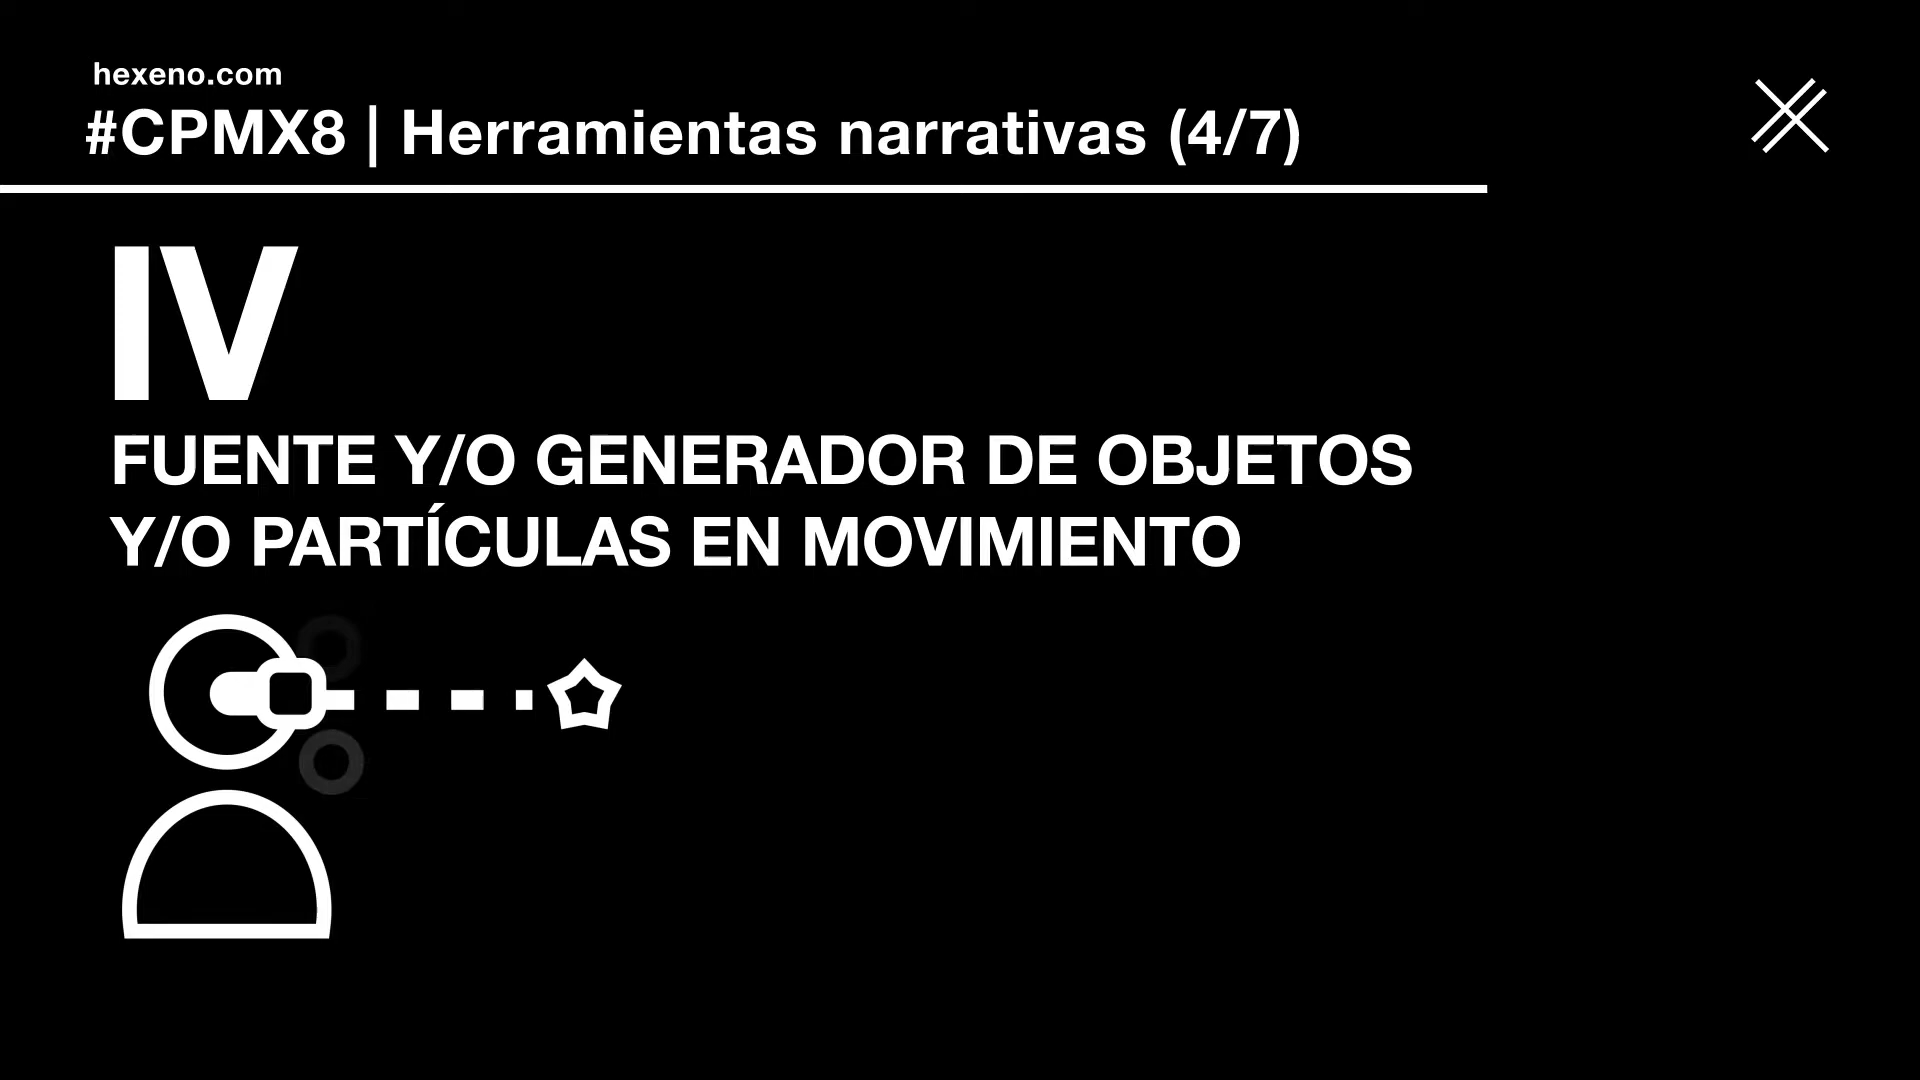 hexeno.com
#CPMX8 | Herramientas narrativas (4/7)
IV
FUENTE Y/O GENERADOR DE OBJETOS
Y/O PARTÍCULAS EN MOVIMIENTO